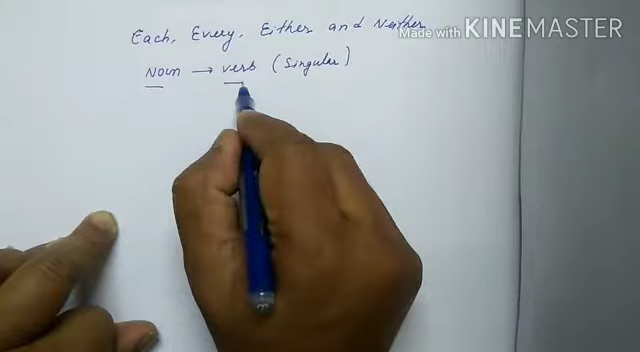 Each, Every, Either and Neither
Made with KINEMASTER
Noun → verb (Singular)